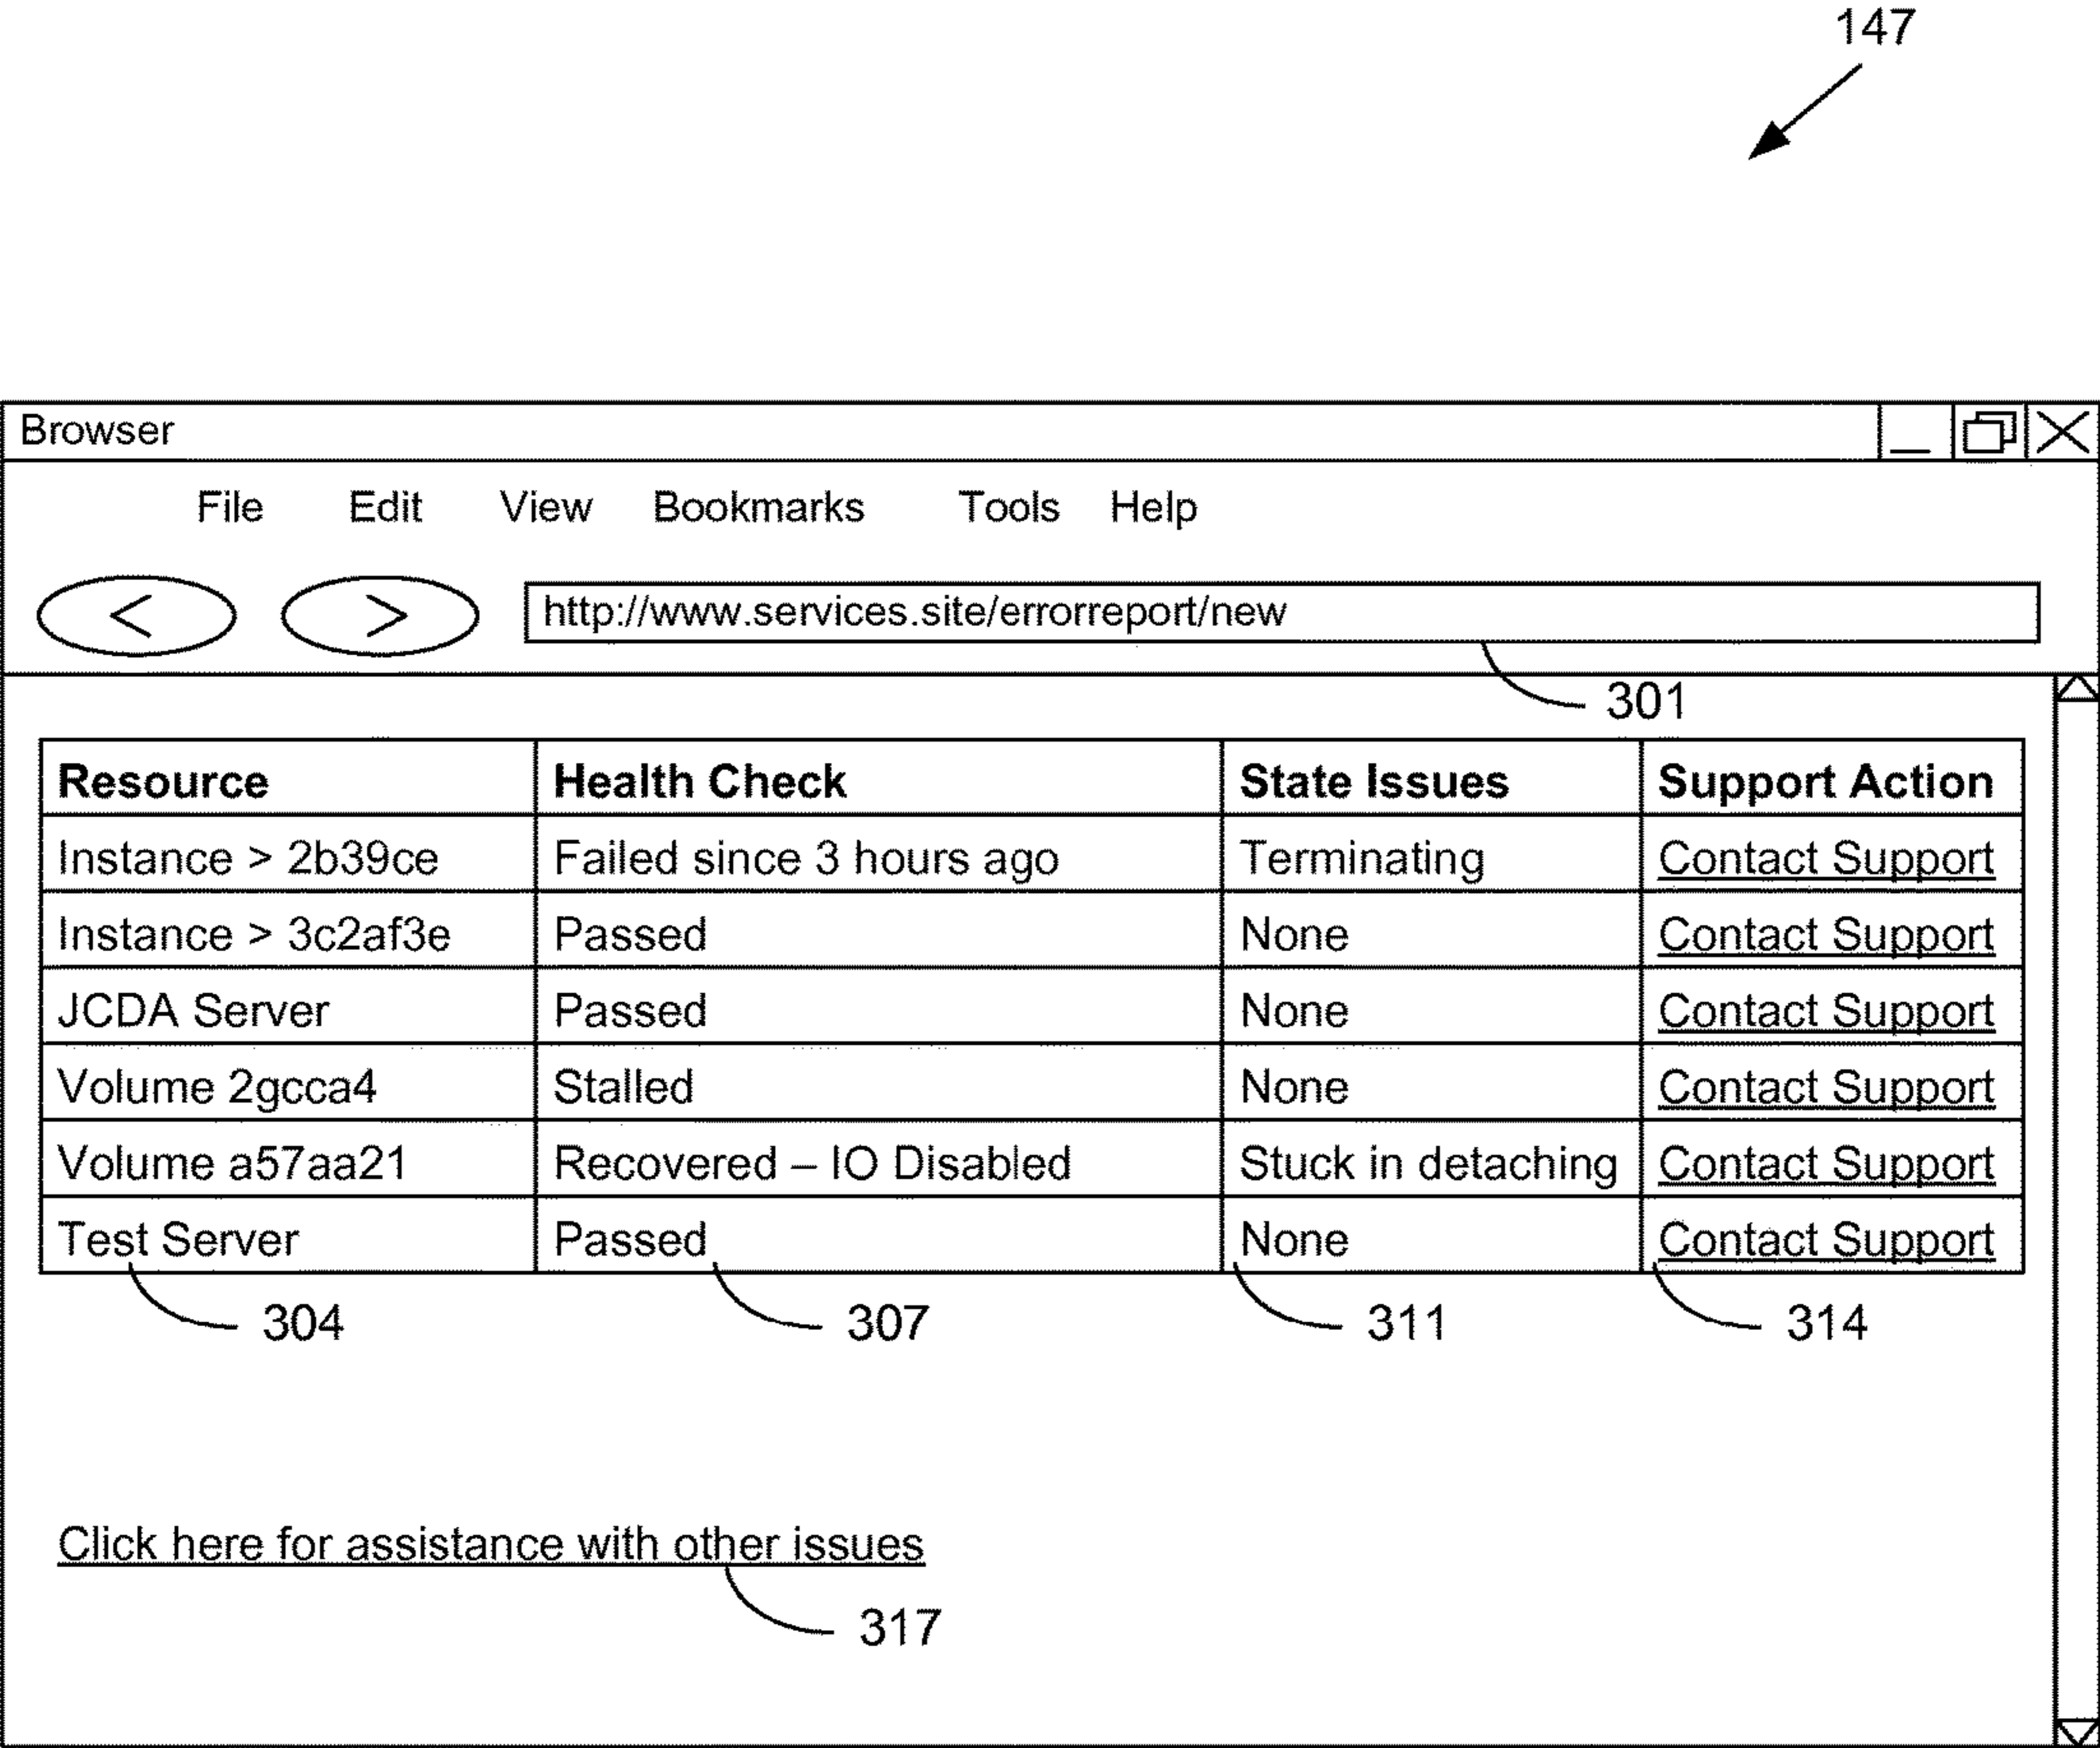 147
Browser
File Edit View Bookmarks Tools Help
< > http://www.services.site/errorreport/new
301
Resource Health Check State Issues Support Action
Instance > 2b39ce Failed since 3 hours ago Terminating Contact Support
Instance > 3c2af3e Passed None Contact Support
JCDA Server Passed None Contact Support
Volume 2gcca4 Stalled None Contact Support
Volume a57aa21 Recovered – IO Disabled Stuck in detaching Contact Support
Test Server Passed None Contact Support
304 307 311 314
Click here for assistance with other issues
317